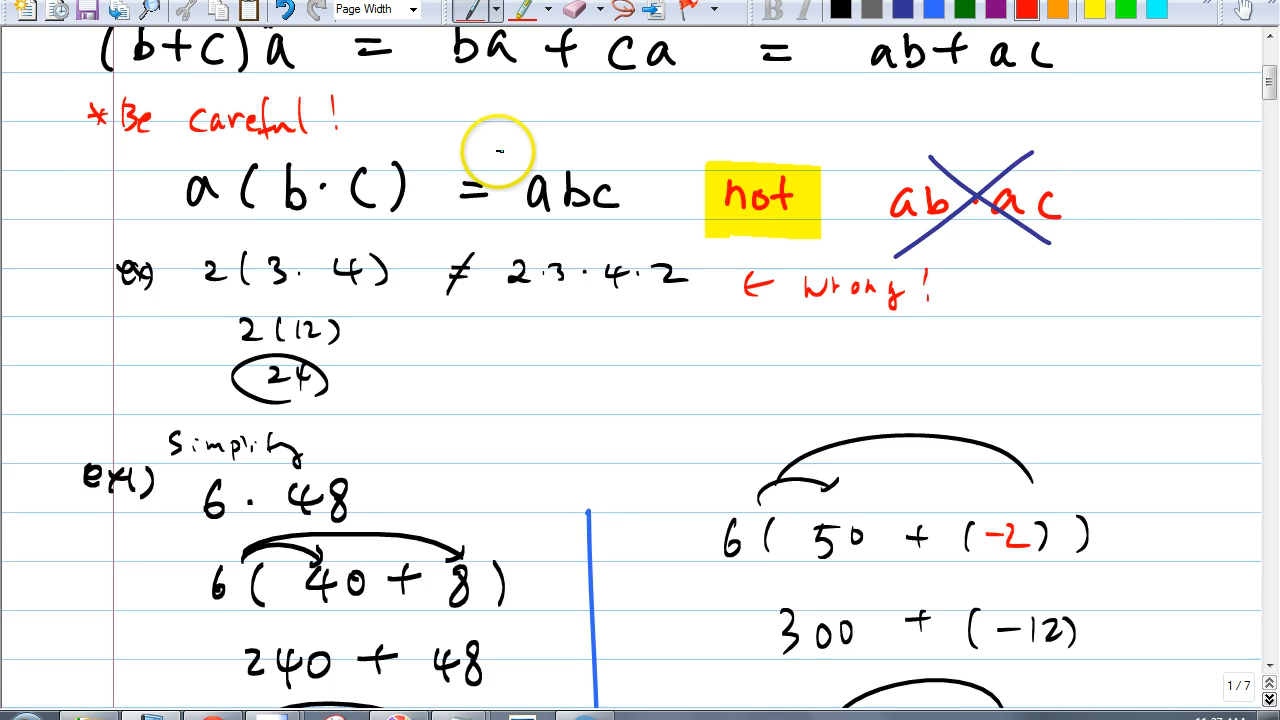 Page Width
(b+c)a = ba + ca = ab+ac
*Be careful!
a(b·c) = abc not ab·ac
ex) 2(3·4) ≠ 2·3·4·2 ← wrong!
2(12)
24
Simplify
ex1) 6·48
6(50 + (-2))
6(40+8)
300 + (-12)
240 + 48
1/7